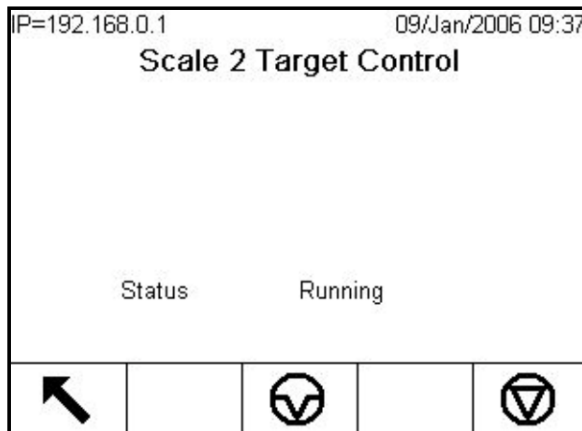 IP=192.168.0.1 09/Jan/2006 09:37
Scale 2 Target Control
Status Running